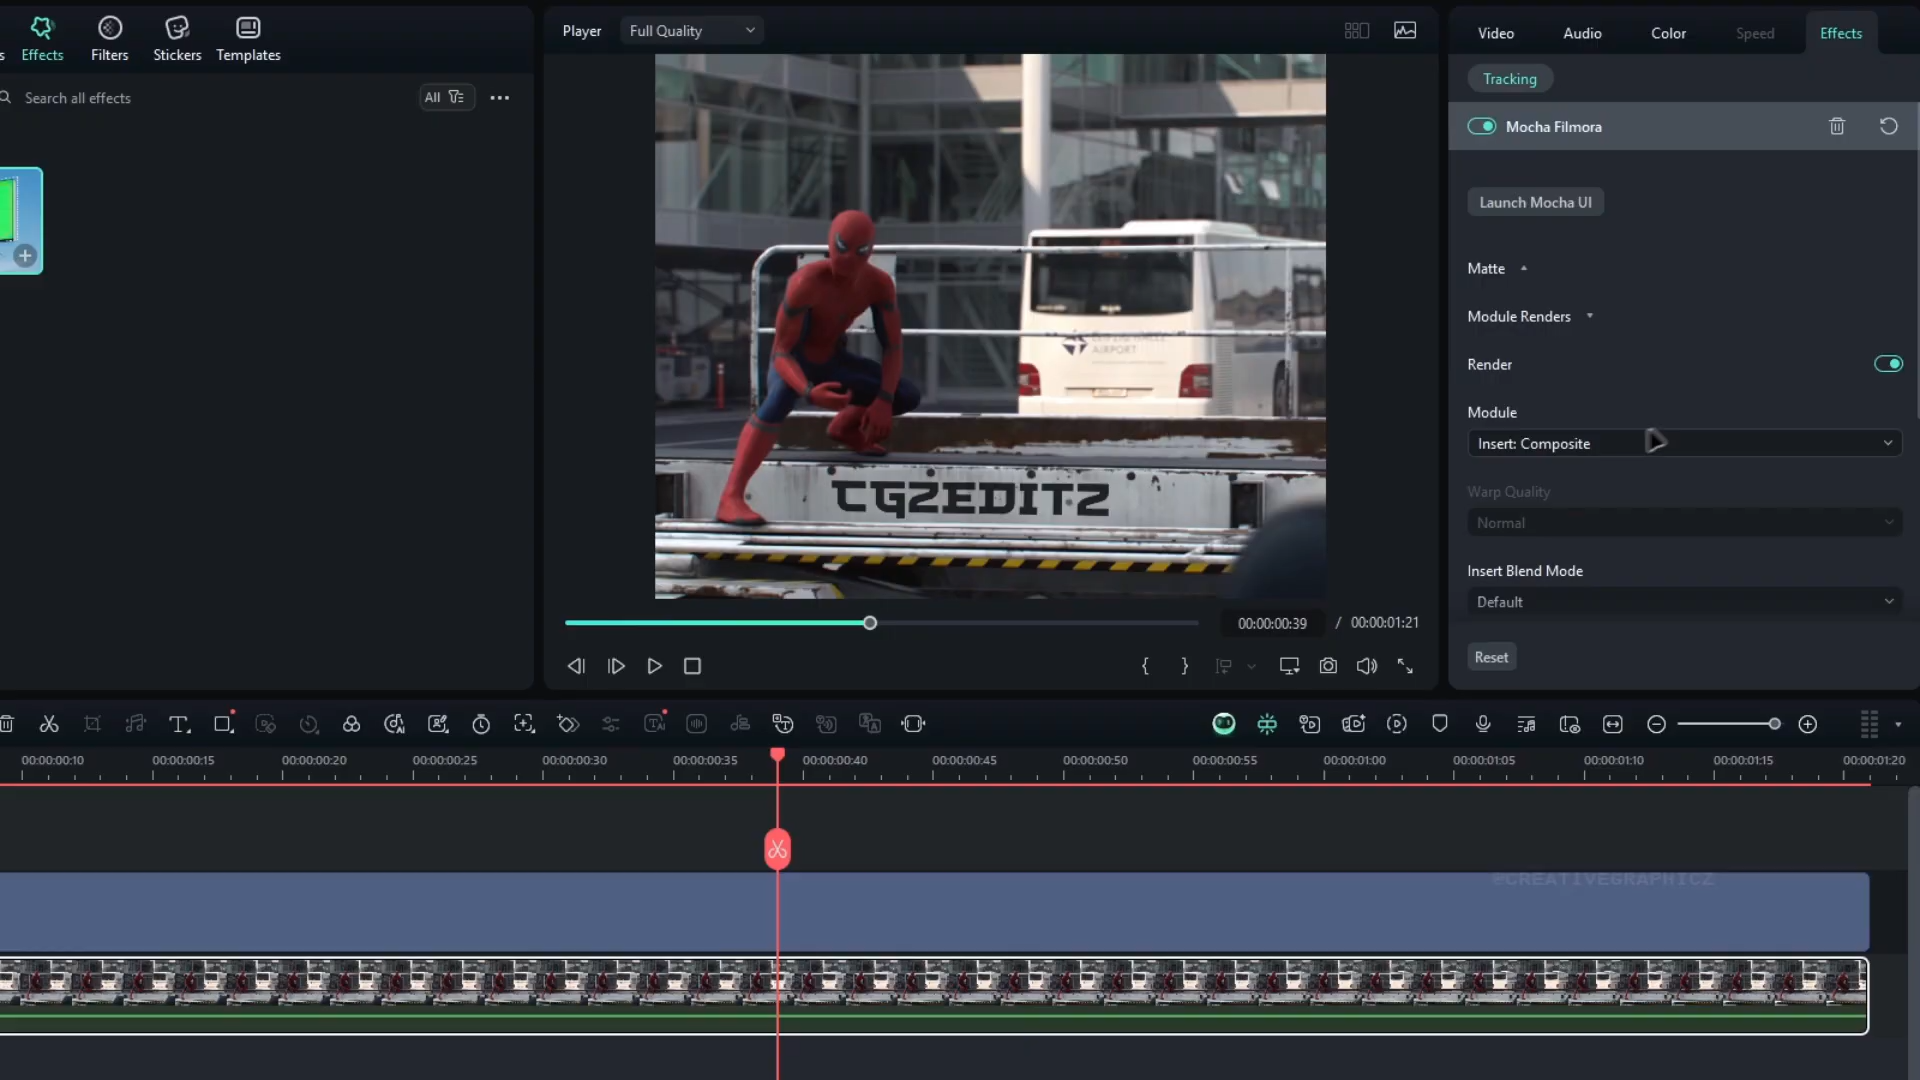 Effects
Filters
Stickers
Templates
Search all effects
All
Player
Full Quality
AIRPORT
CGZEDITZ
00:00:00:39 / 00:00:01:21
Video
Audio
Color
Speed
Effects
Tracking
Mocha Filmora
Launch Mocha UI
Matte
Module Renders
Render
Module
Insert: Composite
Warp Quality
Normal
Insert Blend Mode
Default
Reset
00:00:00:10
00:00:00:15
00:00:00:20
00:00:00:25
00:00:00:30
00:00:00:35
00:00:00:40
00:00:00:45
00:00:00:50
00:00:00:55
00:00:01:00
00:00:01:05
00:00:01:10
00:00:01:15
00:00:01:20
@CREATIVEGRAPHICZ